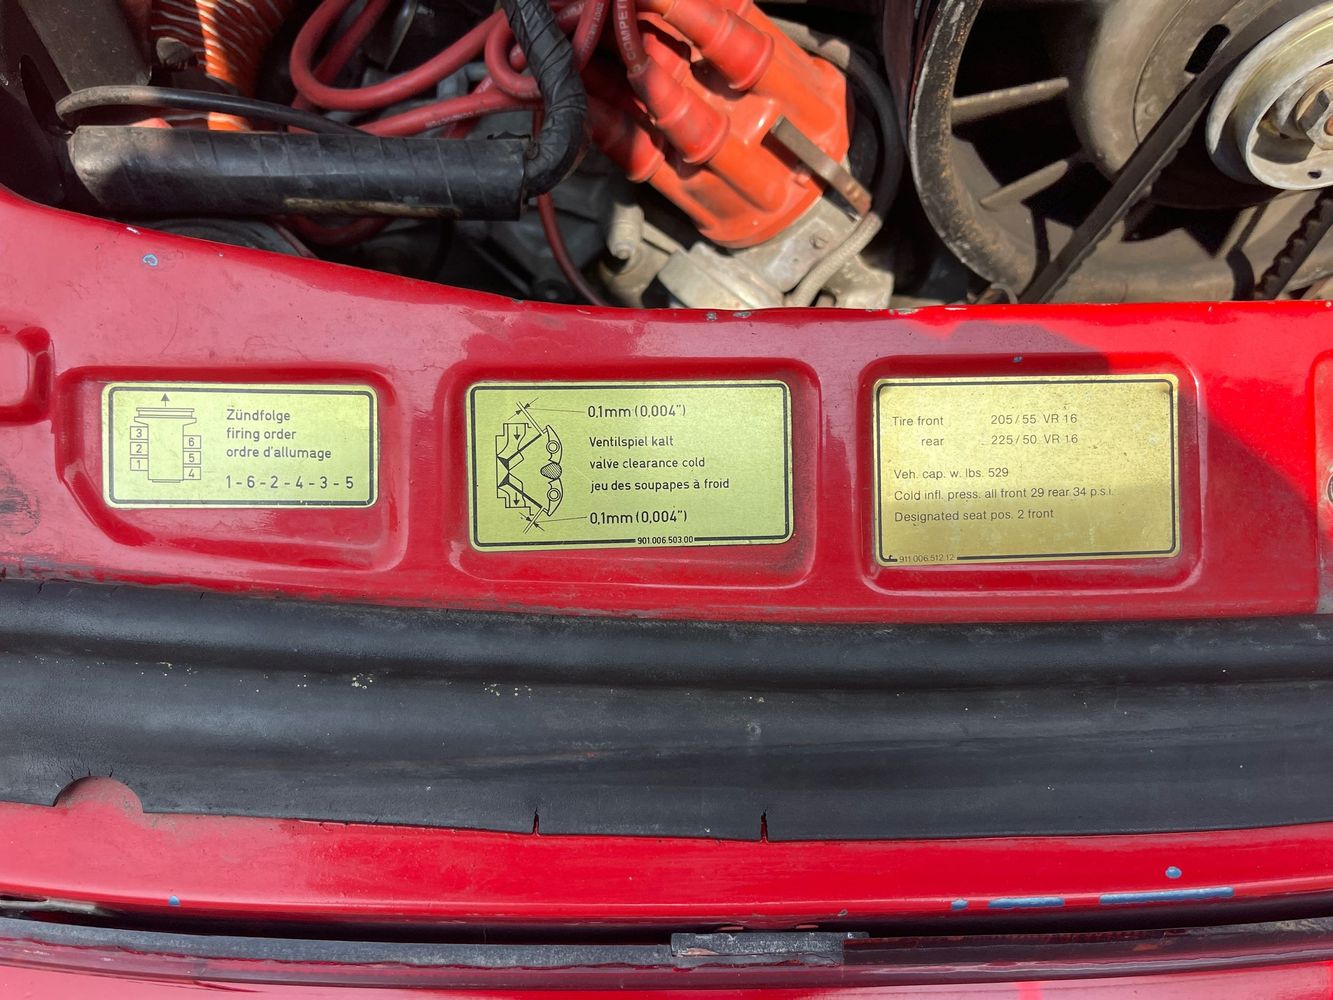 COMPETI
Zündfolge
firing order
ordre d'allumage
1-6-2-4-3-5
3
2
1
6
5
4
0,1mm (0,004")
Ventilspiel kalt
valve clearance cold
jeu des soupapes à froid
0,1mm (0,004")
901.006.503.00
Tire front 205/55 VR 16
rear 225/50 VR 16
Veh. cap. w. lbs. 529
Cold infl. press. all front 29 rear 34 p.s.i.
Designated seat pos. 2 front
911 006.512.12